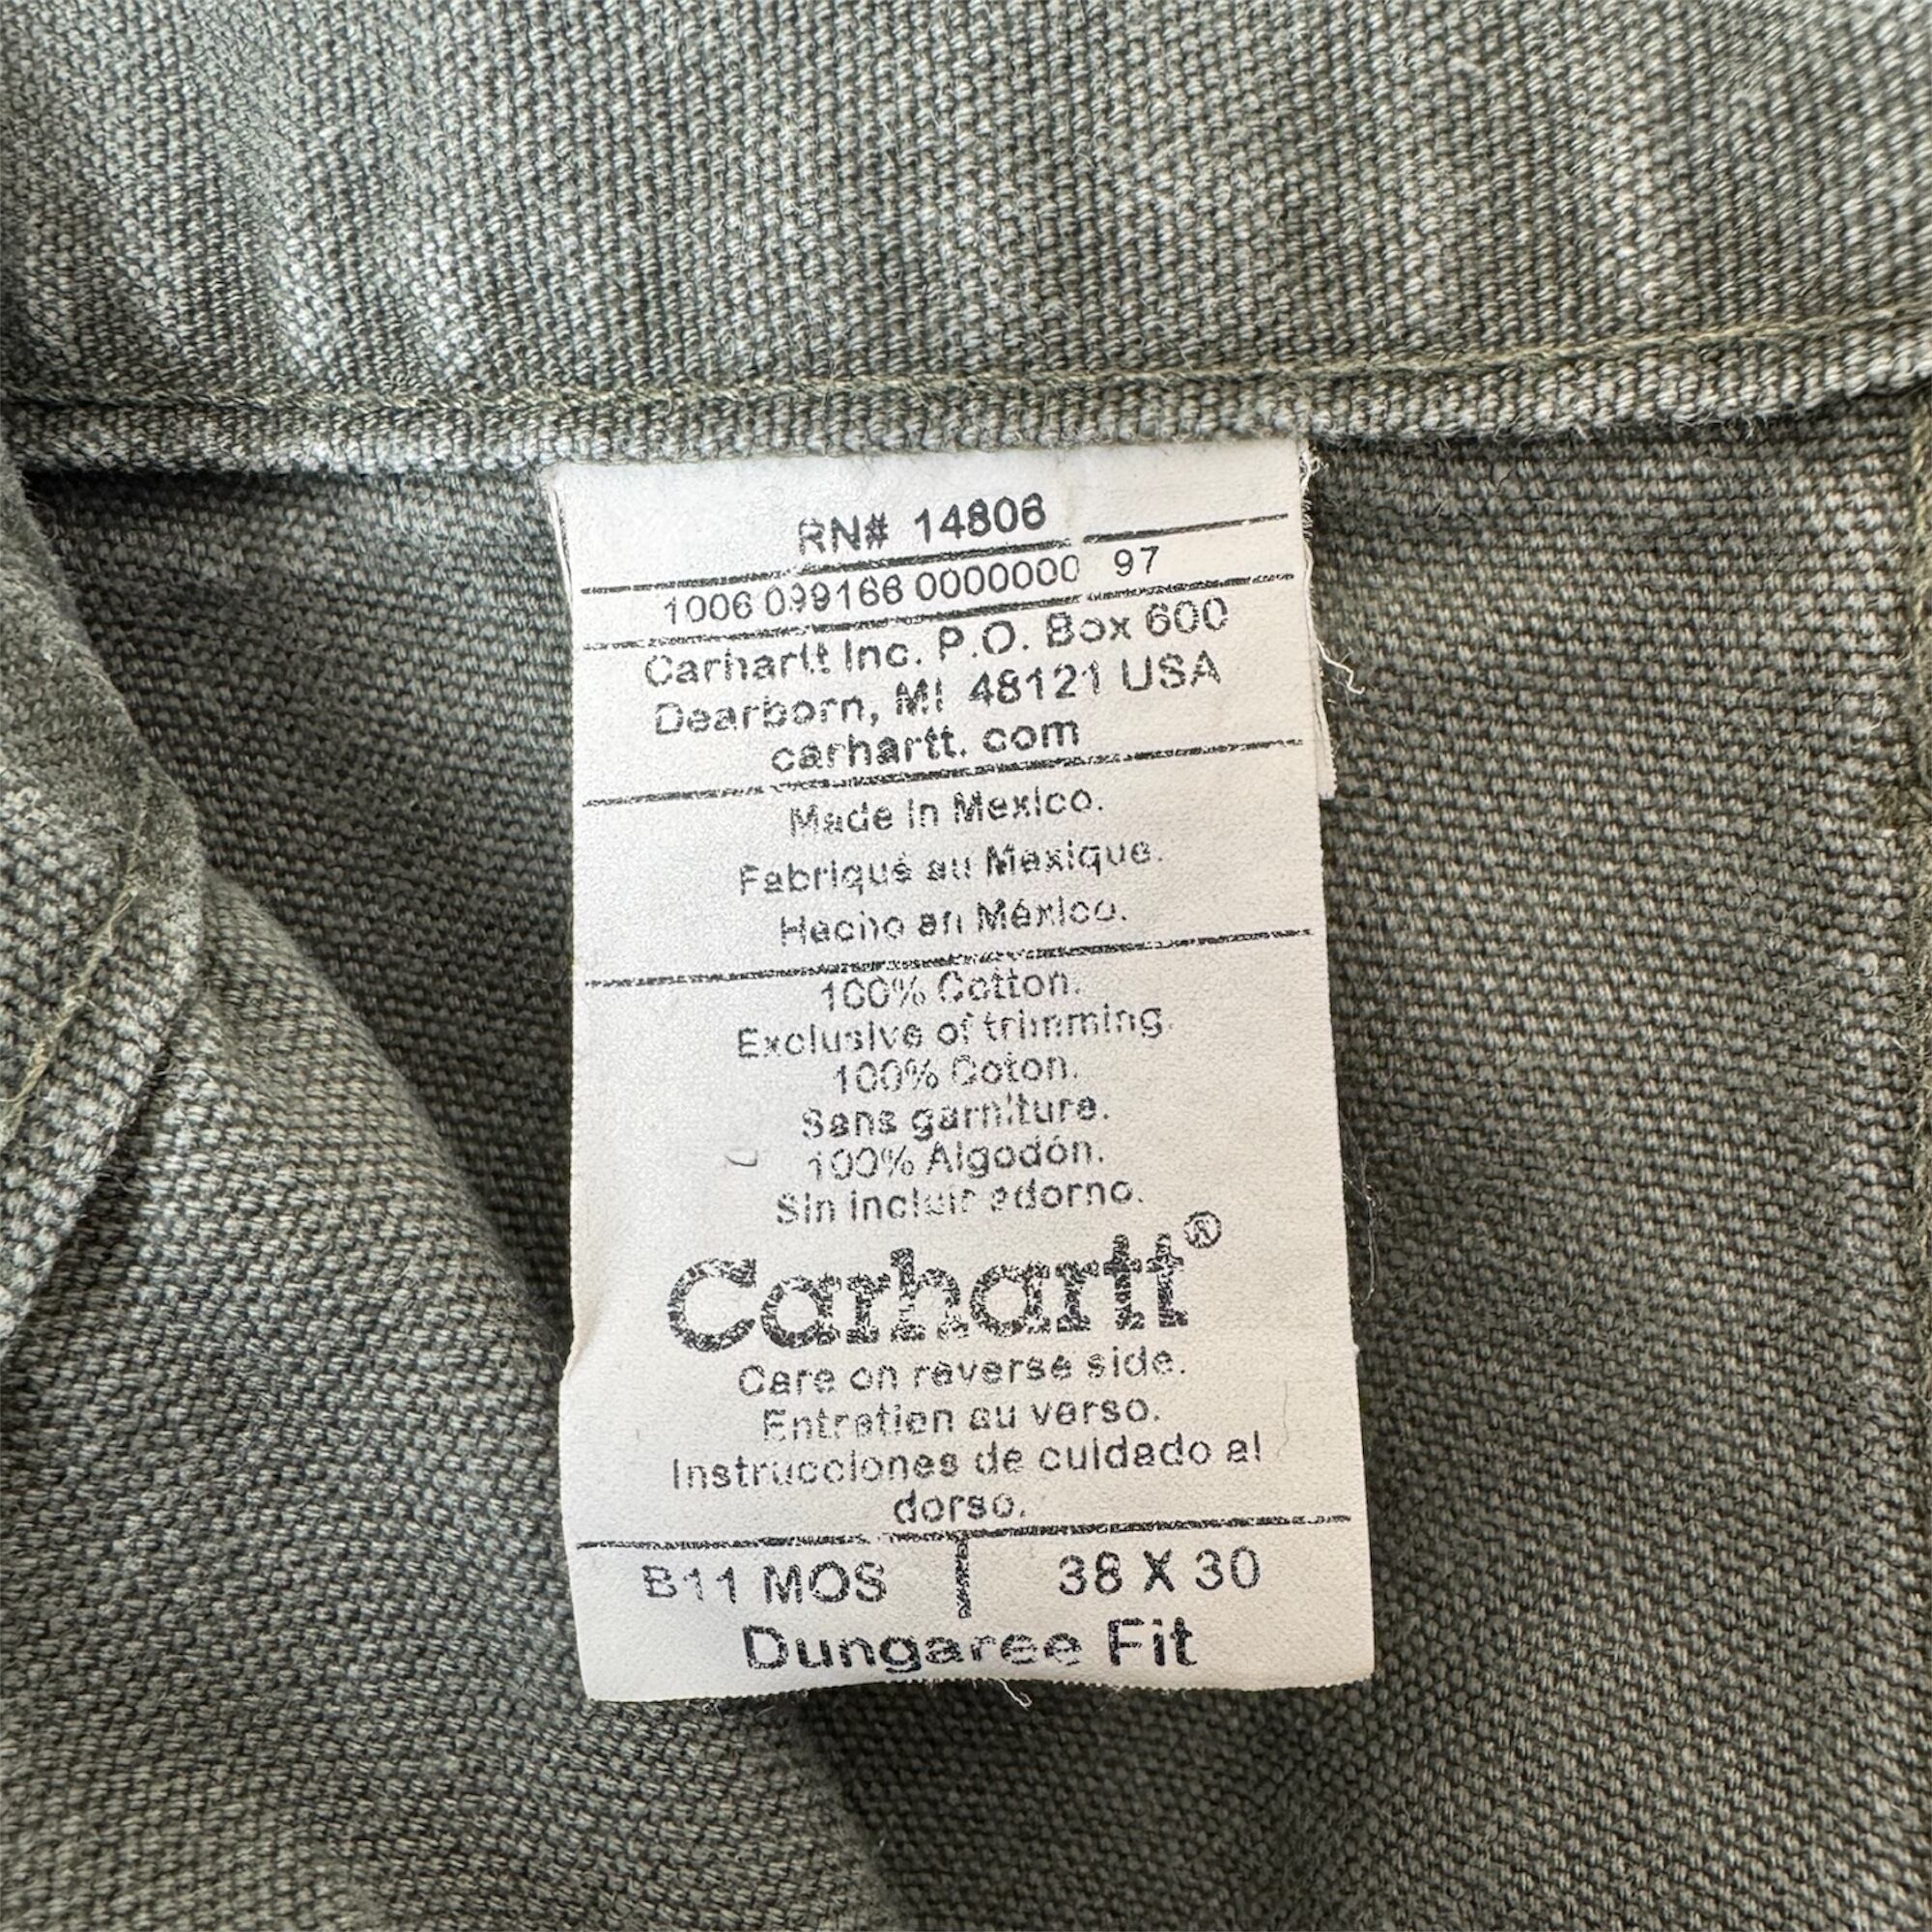 RN# 14806
1006 099166 0000000 97
Carhartt Inc. P.O. Box 600
Dearborn, MI 48121 USA
carhartt. com
Made in Mexico.
Fabriqué au Mexique.
Hecho en México.
100% Cotton.
Exclusive of trimming.
100% Coton.
Sans garniture.
100% Algodón.
Sin incluir adorno.
Carhartt®
Care on reverse side.
Entretien au verso.
Instrucciones de cuidado al
dorso.
B11 MOS | 38 X 30
Dungaree Fit